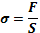 σ = F/S